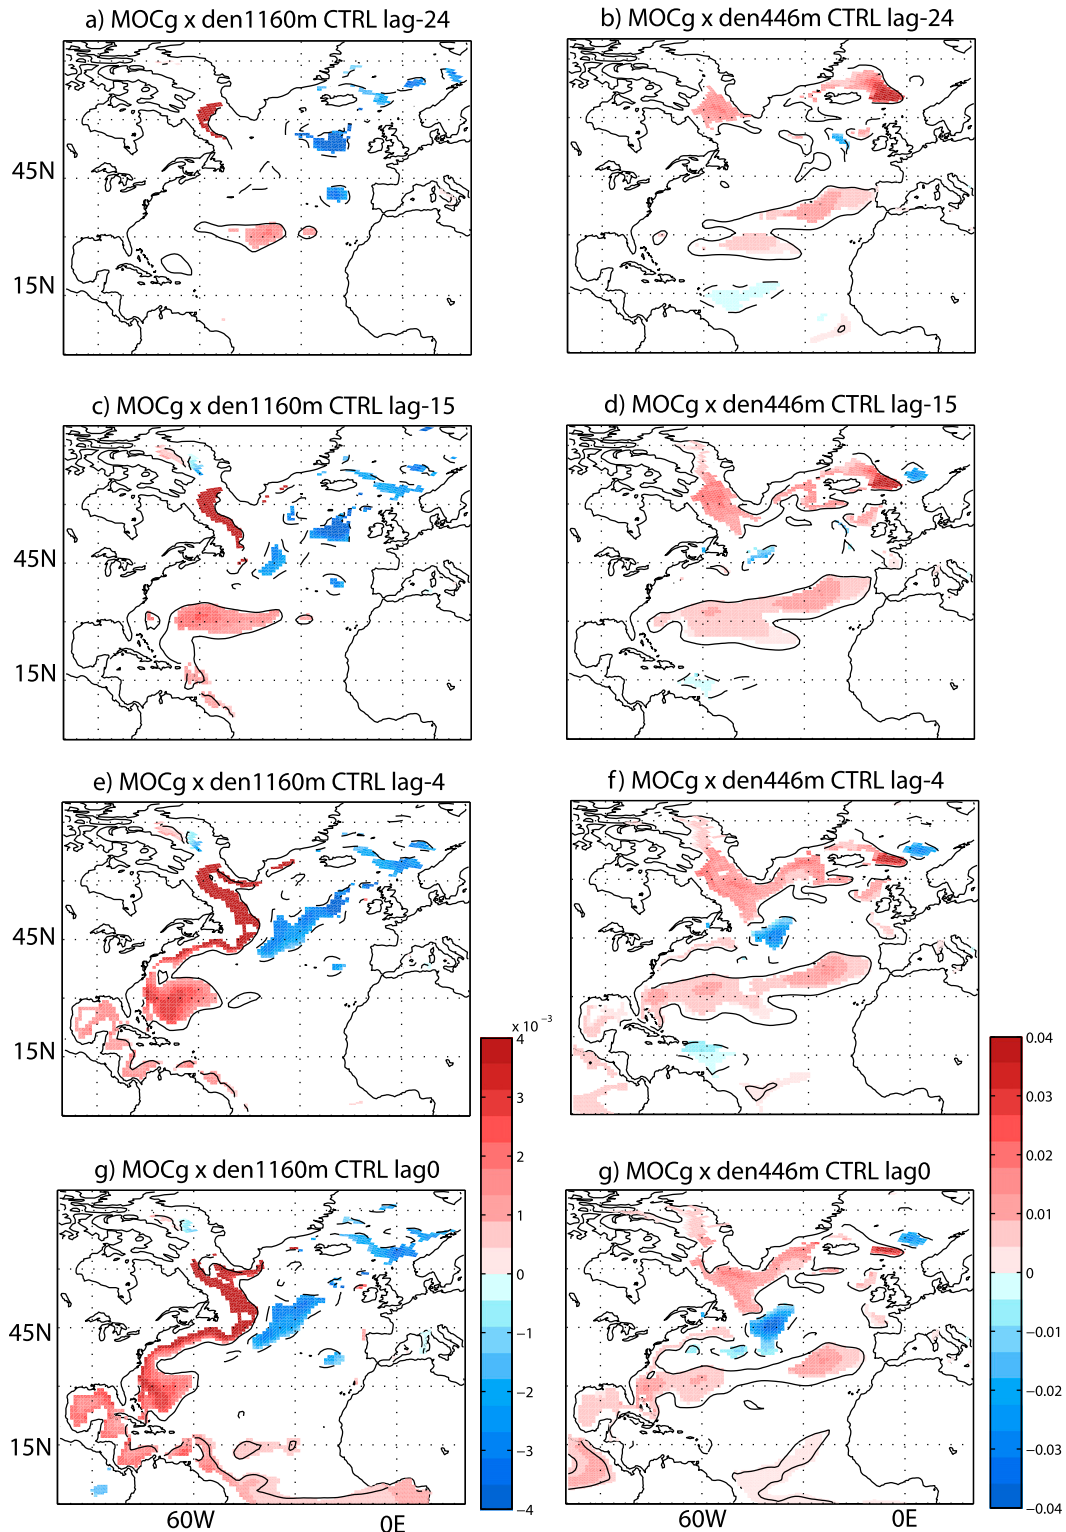 a) MOCg x den1160m CTRL lag-24
b) MOCg x den446m CTRL lag-24
45N
15N
c) MOCg x den1160m CTRL lag-15
d) MOCg x den446m CTRL lag-15
45N
15N
e) MOCg x den1160m CTRL lag-4
f) MOCg x den446m CTRL lag-4
45N
15N
x 10⁻³
4
3
2
1
0
−1
−2
−3
−4
0.04
0.03
0.02
0.01
0
−0.01
−0.02
−0.03
−0.04
g) MOCg x den1160m CTRL lag0
g) MOCg x den446m CTRL lag0
45N
15N
60W
0E
60W
0E